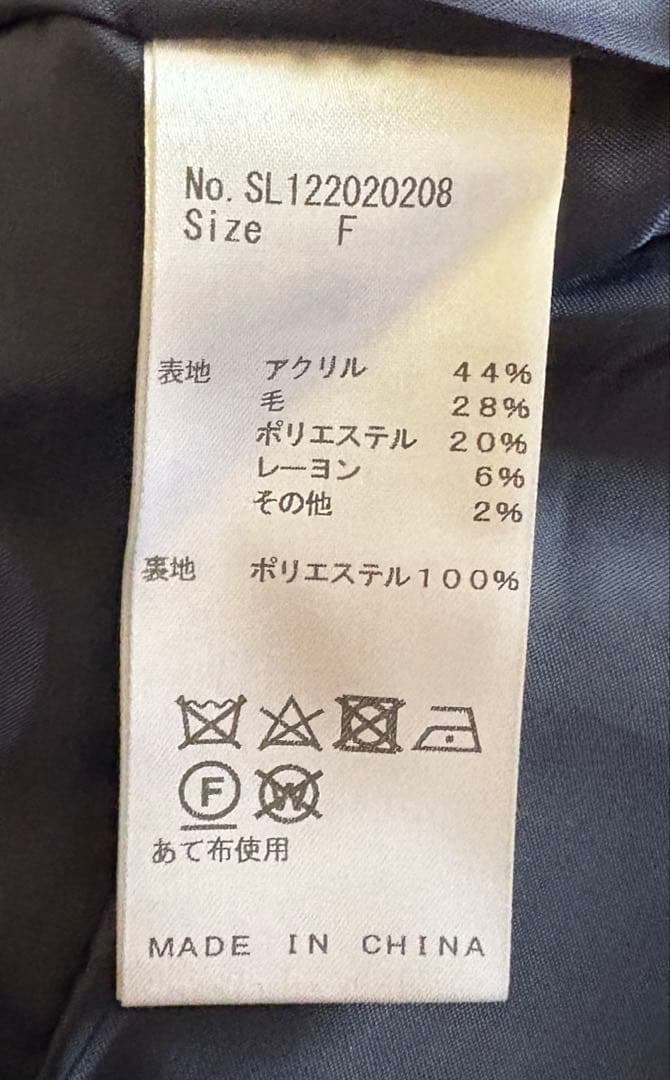 No. SL122020208
Size F
表地 アクリル 44%
毛 28%
ポリエステル 20%
レーヨン 6%
その他 2%
裏地 ポリエステル100%
F W
あて布使用
MADE IN CHINA